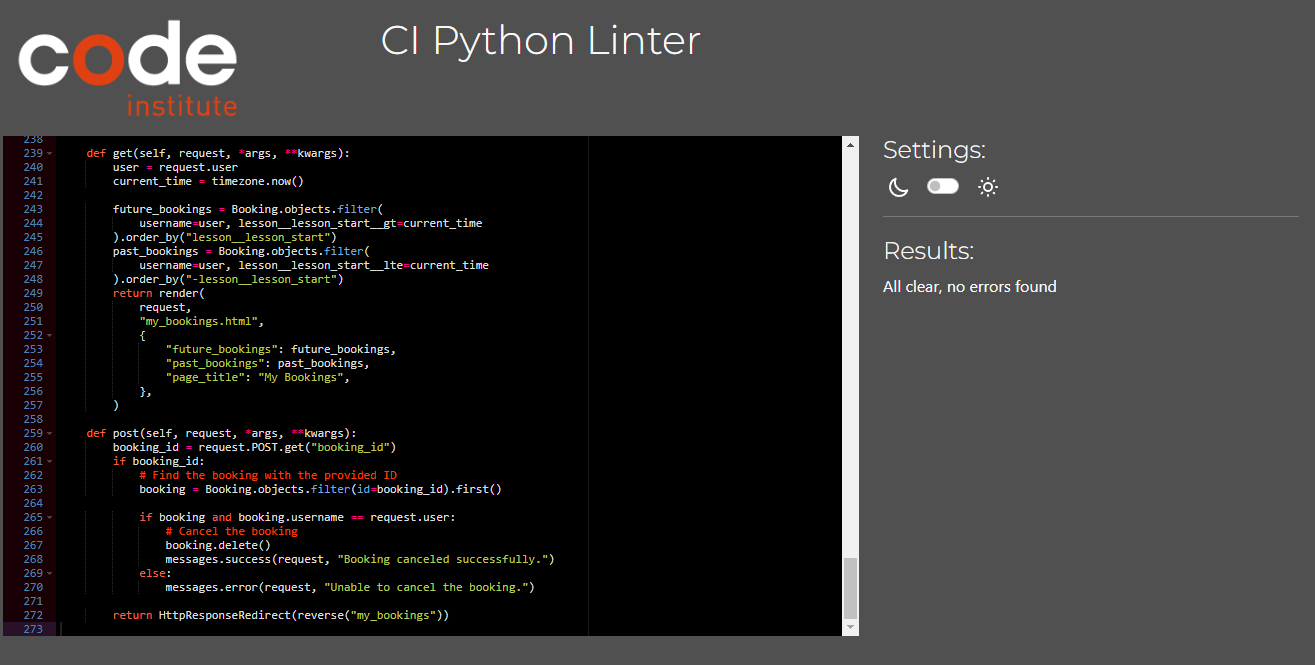 code
institute
CI Python Linter
238
239 def get(self, request, *args, **kwargs):
240 user = request.user
241 current_time = timezone.now()
242
243 future_bookings = Booking.objects.filter(
244 username=user, lesson__lesson_start__gt=current_time
245 ).order_by("lesson__lesson_start")
246 past_bookings = Booking.objects.filter(
247 username=user, lesson__lesson_start__lte=current_time
248 ).order_by("-lesson__lesson_start")
249 return render(
250 request,
251 "my_bookings.html",
252 {
253 "future_bookings": future_bookings,
254 "past_bookings": past_bookings,
255 "page_title": "My Bookings",
256 },
257 )
258
259 def post(self, request, *args, **kwargs):
260 booking_id = request.POST.get("booking_id")
261 if booking_id:
262 # Find the booking with the provided ID
263 booking = Booking.objects.filter(id=booking_id).first()
264
265 if booking and booking.username == request.user:
266 # Cancel the booking
267 booking.delete()
268 messages.success(request, "Booking canceled successfully.")
269 else:
270 messages.error(request, "Unable to cancel the booking.")
271
272 return HttpResponseRedirect(reverse("my_bookings"))
273
Settings:
Results:
All clear, no errors found